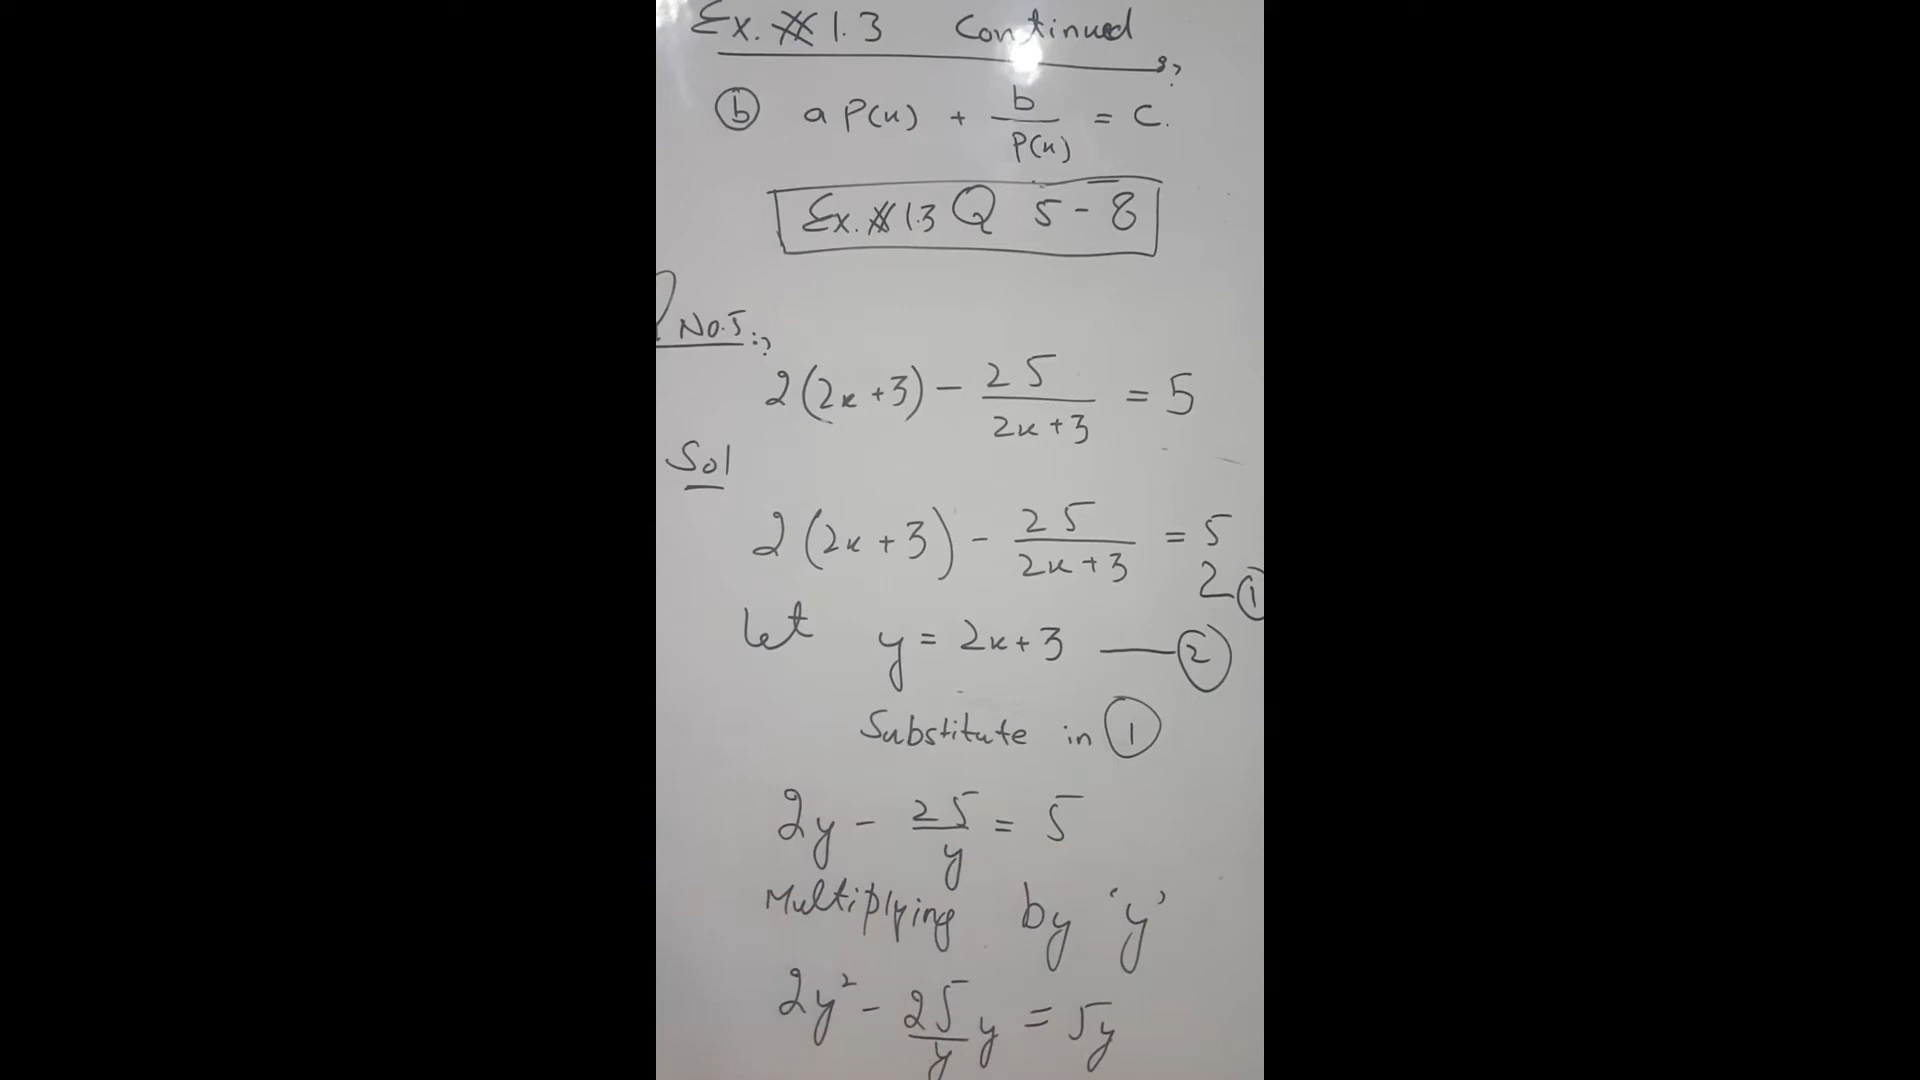 Ex. # 1.3 Continued
(b) a P(x) + b/P(x) = C.
Ex. # 1.3 Q 5 - 8
No.5:
2(2x+3) - 25/(2x+3) = 5
Sol
2(2x+3) - 25/(2x+3) = 5
2 (1)
let y = 2x+3 — (2)
Substitute in (1)
2y - 25/y = 5
Multiplying by 'y'
2y² - 25/y y = 5y